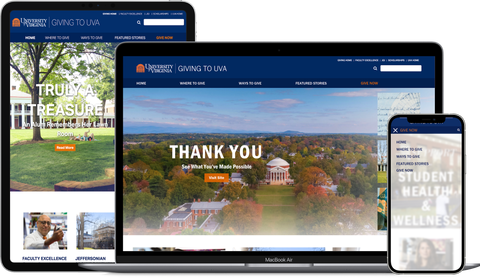 UNIVERSITY of VIRGINIA | GIVING TO UVA
HOME WHERE TO GIVE WAYS TO GIVE FEATURED STORIES GIVE NOW
TRULY A
TREASURE
Read More
FACULTY EXCELLENCE JEFFERSONIAN
UNIVERSITY of VIRGINIA | GIVING TO UVA
HOME WHERE TO GIVE WAYS TO GIVE FEATURED STORIES GIVE NOW
THANK YOU
See What You've Made Possible
MacBook Air
GIVE NOW
HOME
WHERE TO GIVE
WAYS TO GIVE
FEATURED STORIES
GIVE NOW
STUDENT
HEALTH
&
WELLNESS